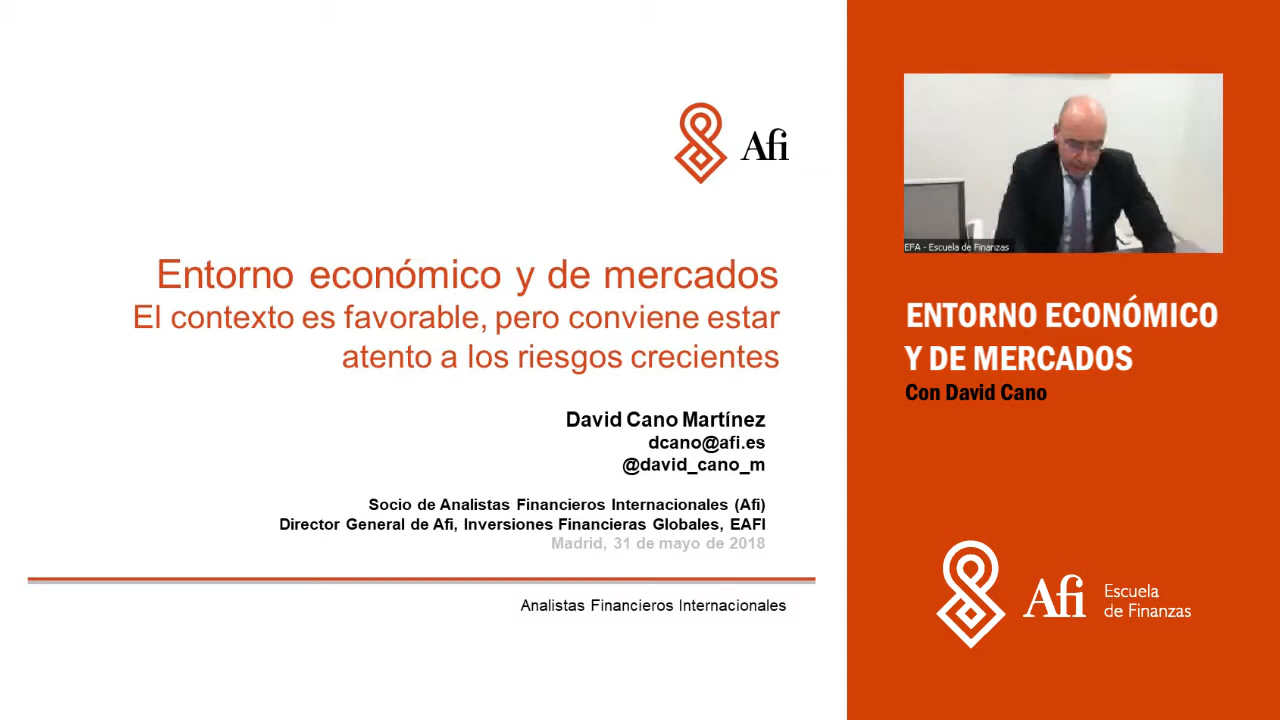 Afi
Entorno económico y de mercados
El contexto es favorable, pero conviene estar
atento a los riesgos crecientes
David Cano Martínez
dcano@afi.es
@david_cano_m
Socio de Analistas Financieros Internacionales (Afi)
Director General de Afi, Inversiones Financieras Globales, EAFI
Madrid, 31 de mayo de 2018
Analistas Financieros Internacionales
EFA - Escuela de Finanzas
ENTORNO ECONÓMICO
Y DE MERCADOS
Con David Cano
Afi
Escuela
de Finanzas